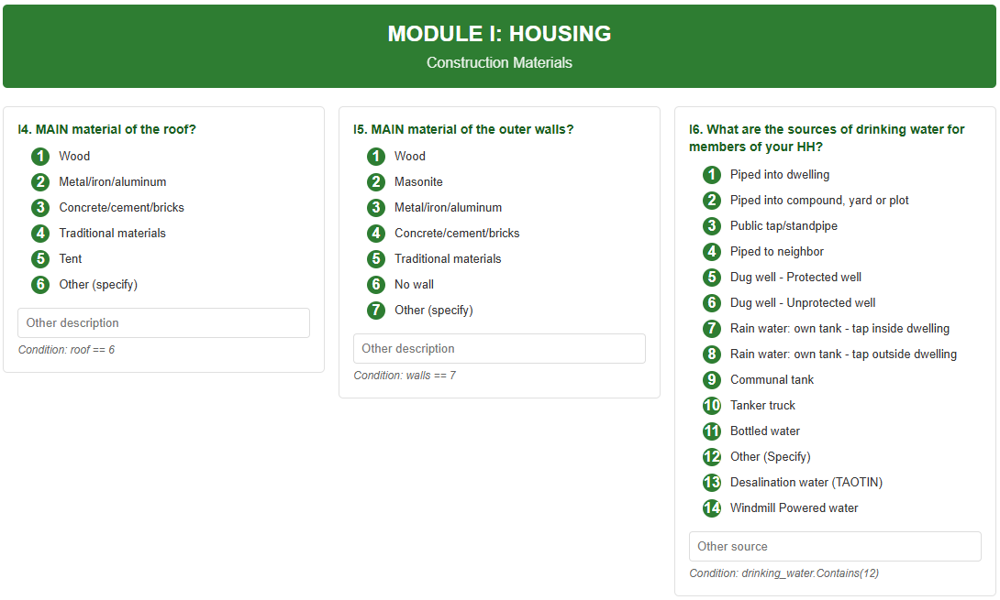 MODULE I: HOUSING
Construction Materials
I4. MAIN material of the roof?
1 Wood
2 Metal/iron/aluminum
3 Concrete/cement/bricks
4 Traditional materials
5 Tent
6 Other (specify)
Other description
Condition: roof == 6
I5. MAIN material of the outer walls?
1 Wood
2 Masonite
3 Metal/iron/aluminum
4 Concrete/cement/bricks
5 Traditional materials
6 No wall
7 Other (specify)
Other description
Condition: walls == 7
I6. What are the sources of drinking water for
members of your HH?
1 Piped into dwelling
2 Piped into compound, yard or plot
3 Public tap/standpipe
4 Piped to neighbor
5 Dug well - Protected well
6 Dug well - Unprotected well
7 Rain water: own tank - tap inside dwelling
8 Rain water: own tank - tap outside dwelling
9 Communal tank
10 Tanker truck
11 Bottled water
12 Other (Specify)
13 Desalination water (TAOTIN)
14 Windmill Powered water
Other source
Condition: drinking_water.Contains(12)